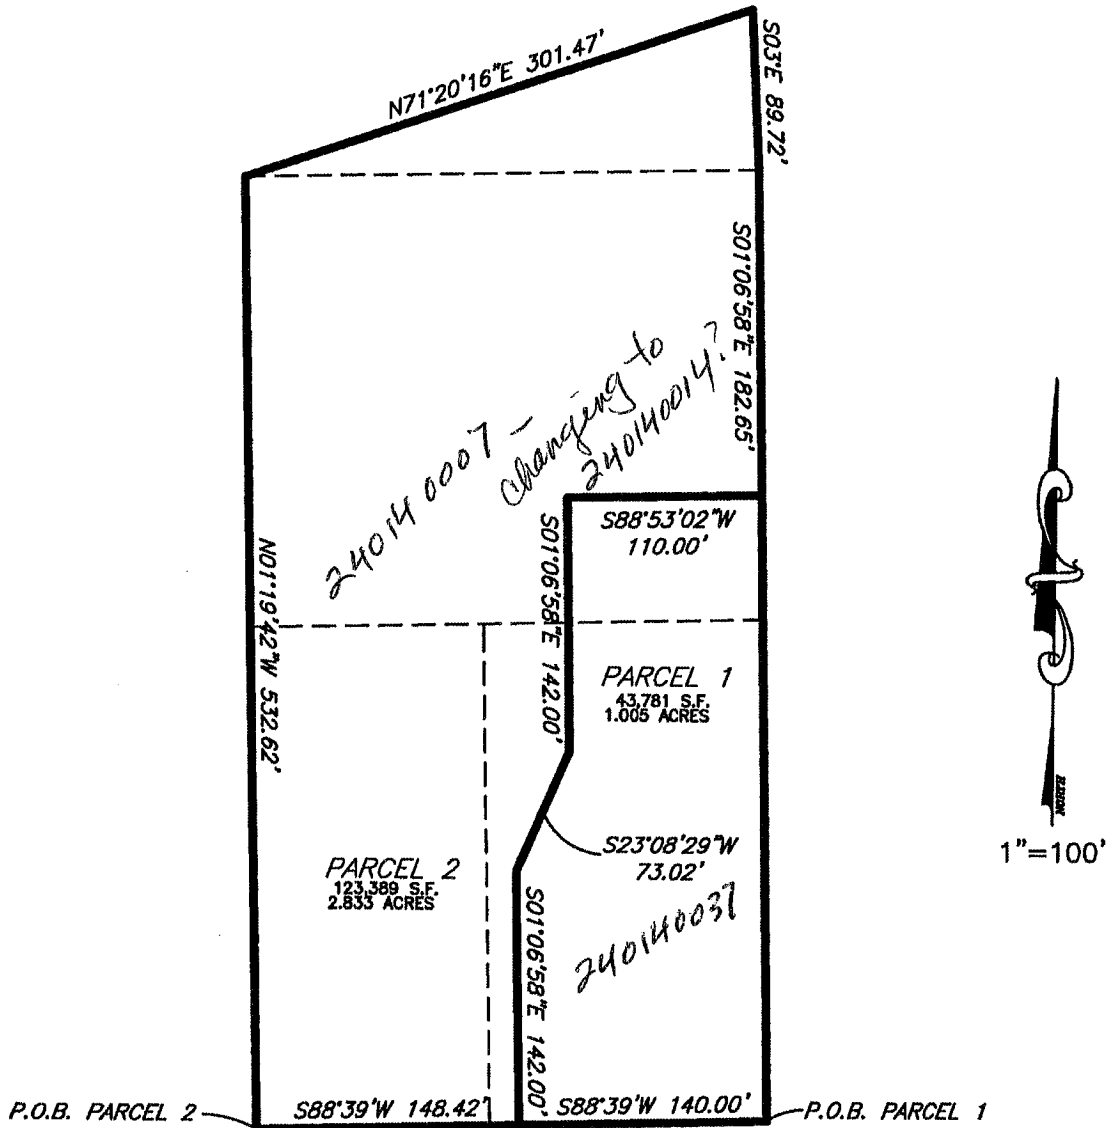 N71°20'16"E 301.47'
S03°E 89.72'
S01°06'58"E 182.65'
240140007 -
changing to
240140014?
S88°53'02"W
110.00'
S01°06'58"E 142.00'
N01°19'42"W 532.62'
PARCEL 1
43,781 S.F.
1.005 ACRES
S23°08'29"W
73.02'
PARCEL 2
123,389 S.F.
2.833 ACRES
240140037
S01°06'58"E 142.00'
NORTH
1"=100'
P.O.B. PARCEL 2
S88°39'W 148.42'
S88°39'W 140.00'
P.O.B. PARCEL 1